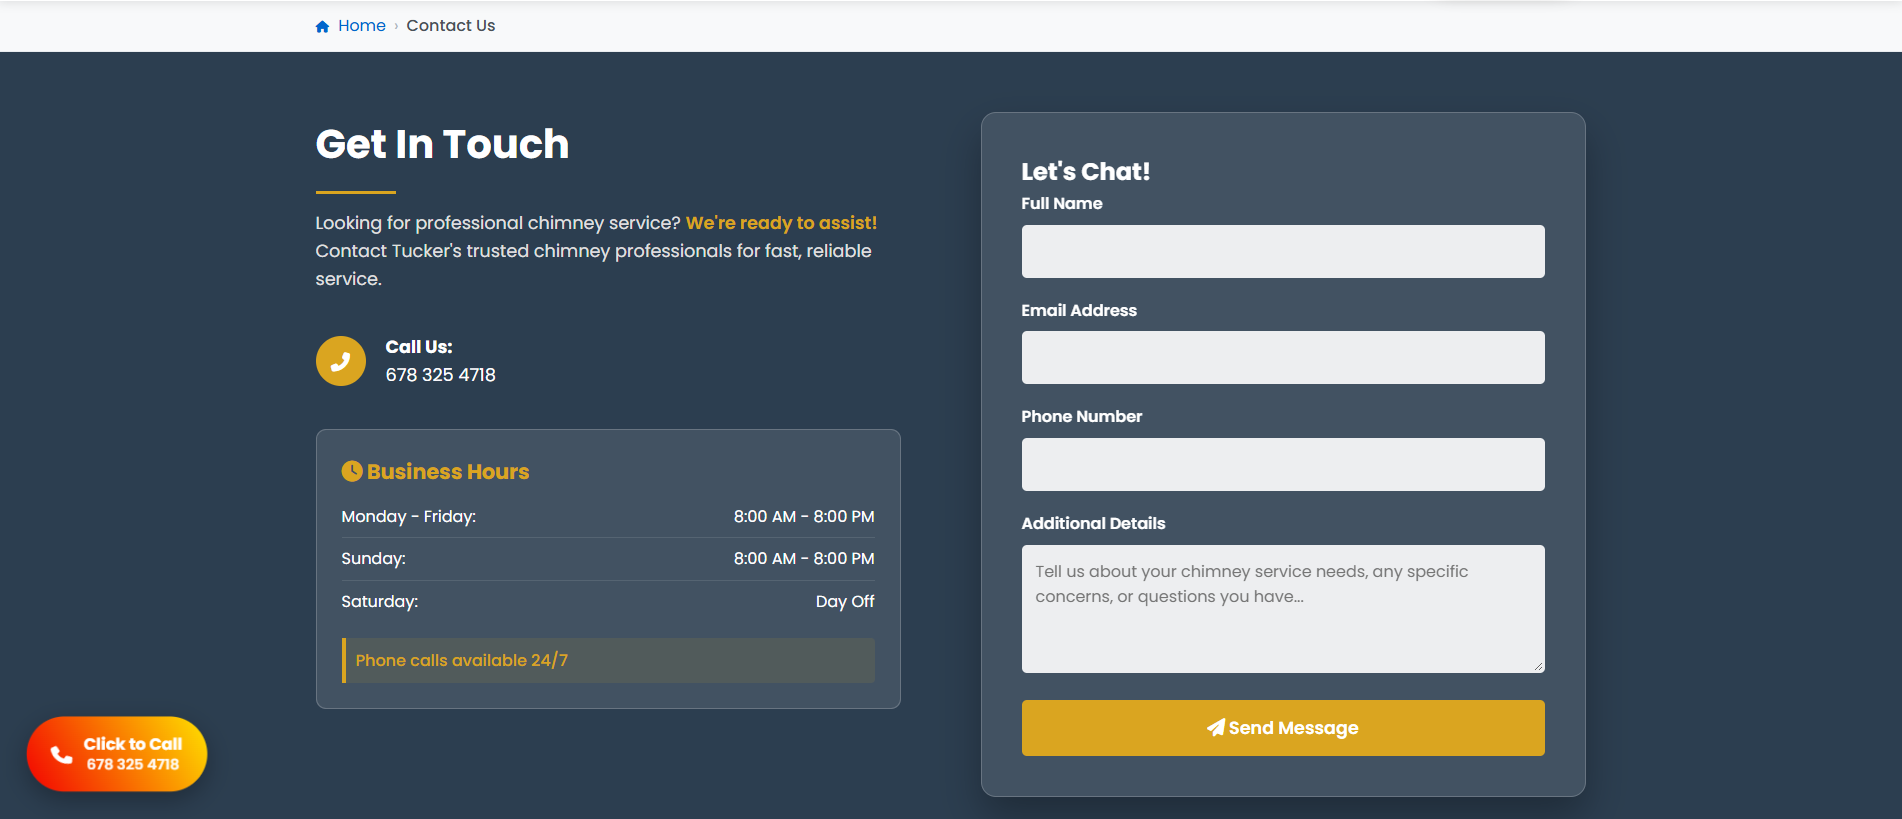 Home › Contact Us
Get In Touch
Looking for professional chimney service? We're ready to assist!
Contact Tucker's trusted chimney professionals for fast, reliable
service.
Call Us:
678 325 4718
Business Hours
Monday - Friday: 8:00 AM - 8:00 PM
Sunday: 8:00 AM - 8:00 PM
Saturday: Day Off
Phone calls available 24/7
Let's Chat!
Full Name
Email Address
Phone Number
Additional Details
Tell us about your chimney service needs, any specific
concerns, or questions you have...
Send Message
Click to Call
678 325 4718